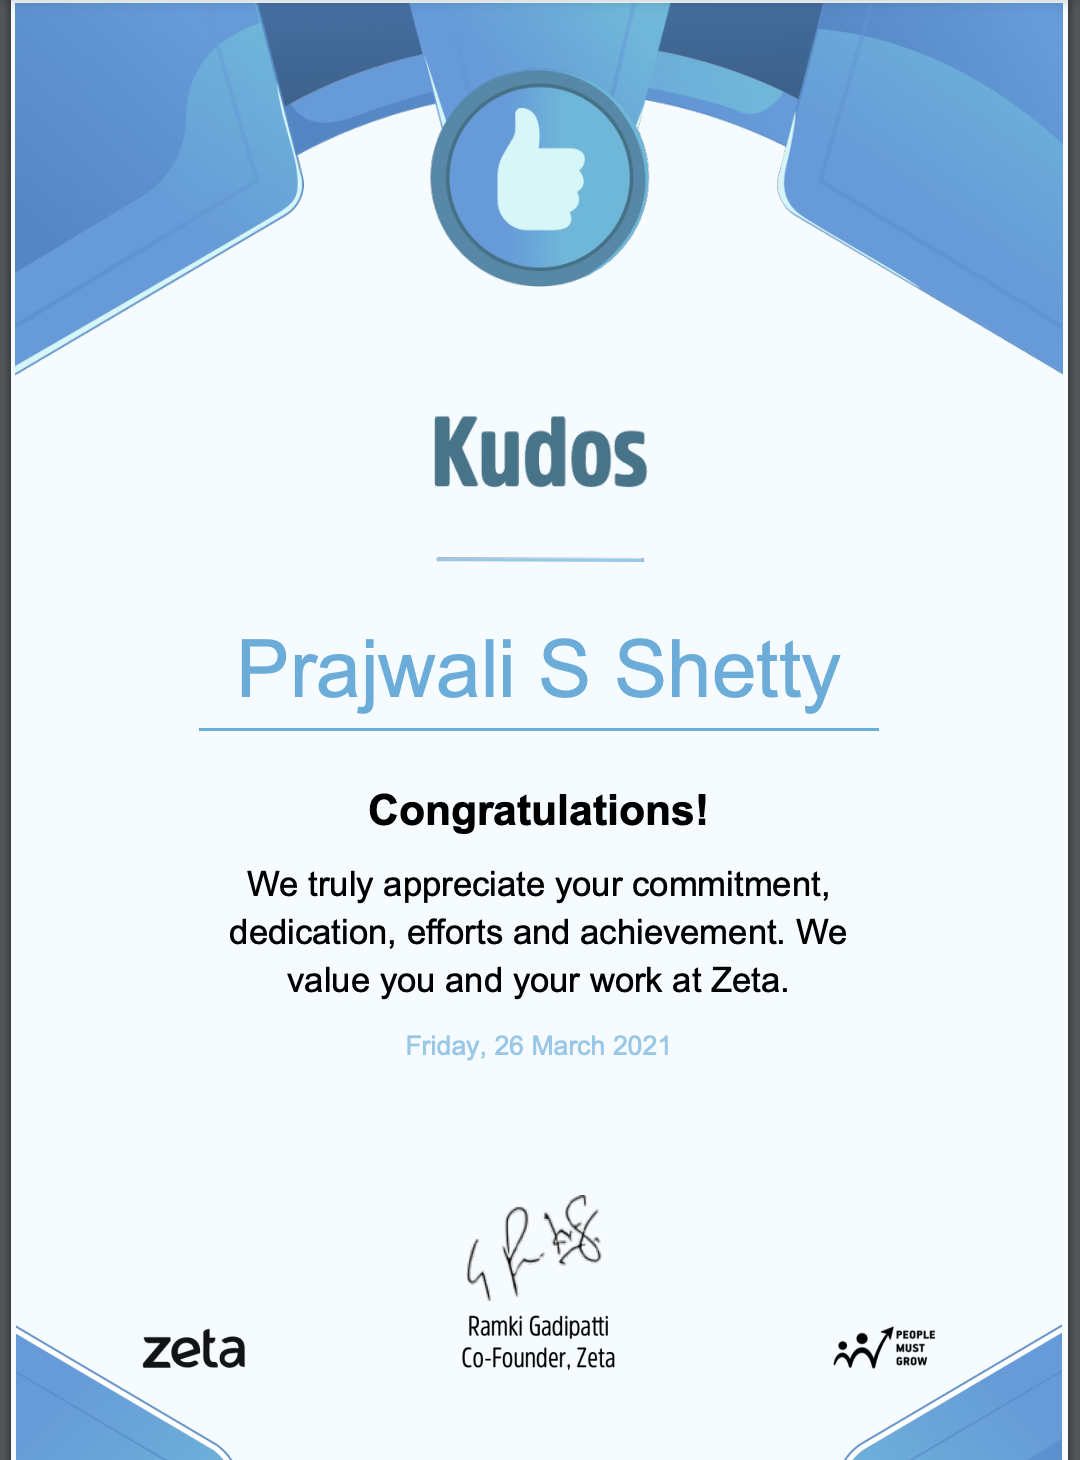 Kudos
Prajwali S Shetty
Congratulations!
We truly appreciate your commitment,
dedication, efforts and achievement. We
value you and your work at Zeta.
Friday, 26 March 2021
Ramki Gadipatti
Co-Founder, Zeta
zeta
PEOPLE
MUST
GROW